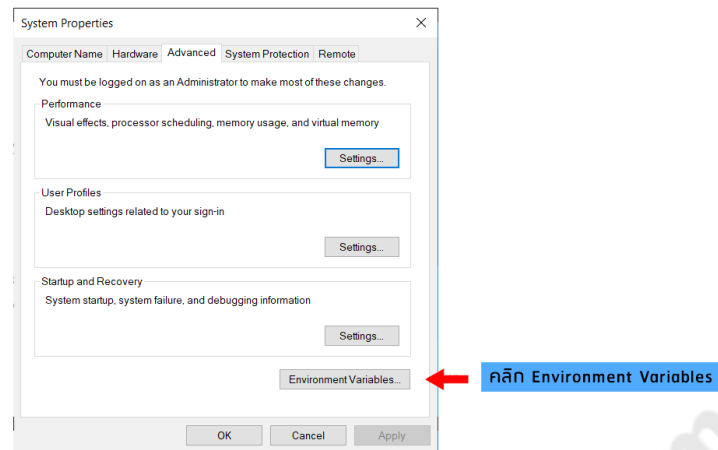 System Properties
Computer Name Hardware Advanced System Protection Remote
You must be logged on as an Administrator to make most of these changes.
Performance
Visual effects, processor scheduling, memory usage, and virtual memory
Settings...
User Profiles
Desktop settings related to your sign-in
Settings...
Startup and Recovery
System startup, system failure, and debugging information
Settings...
Environment Variables...
คลิก Environment Variables
OK Cancel Apply